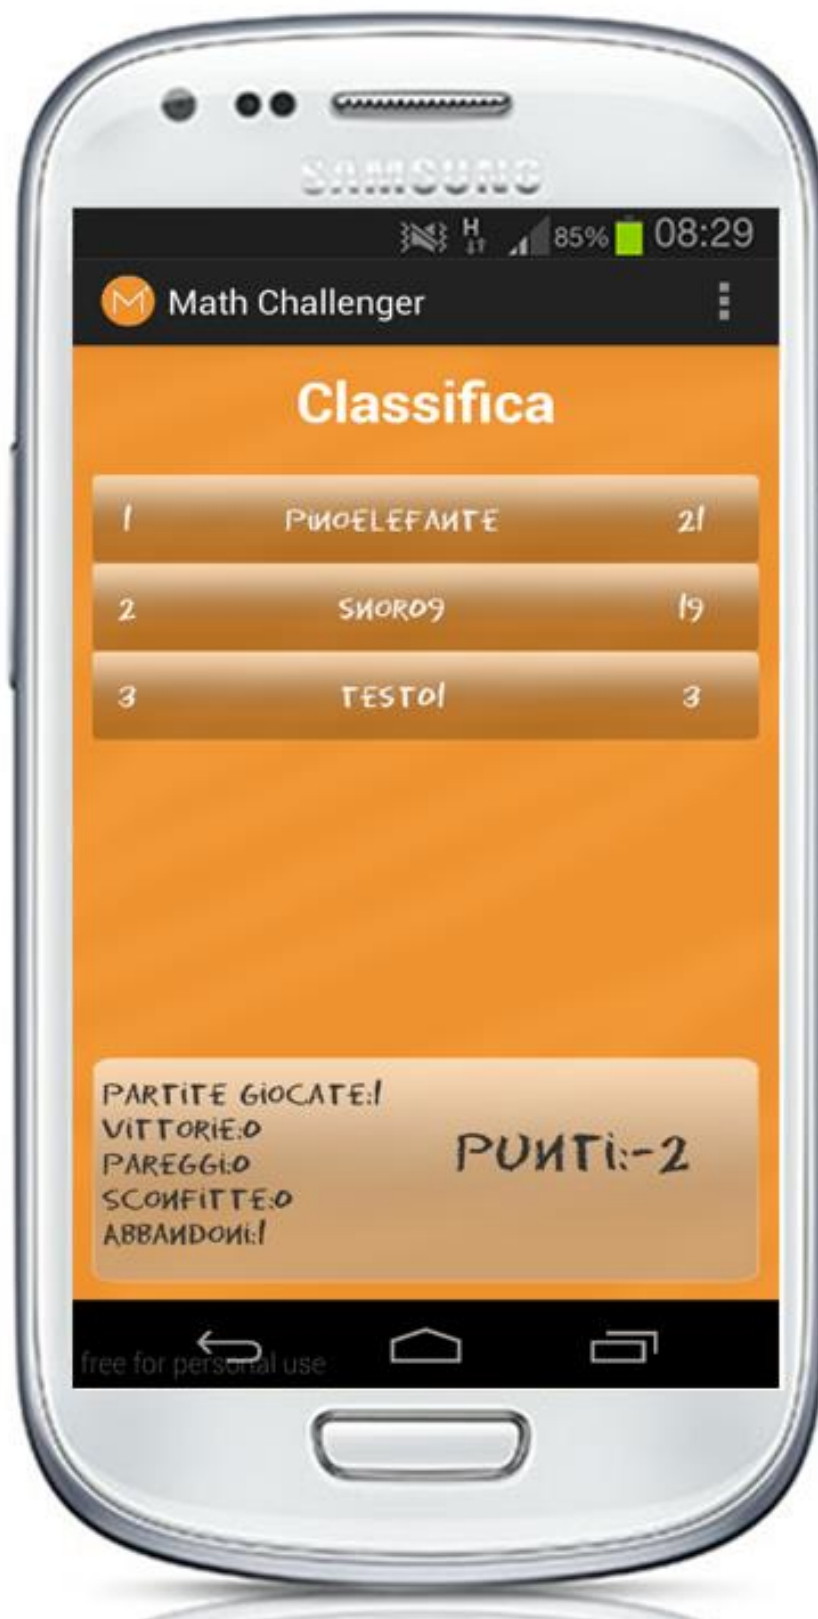 SAMSUNG
H 85% 08:29
Math Challenger
Classifica
1 PINOELEFANTE 21
2 SNORO9 19
3 TESTO1 3
PARTITE GIOCATE:1
VITTORIE:0
PAREGGI:0
SCONFITTE:0
ABBANDONI:1
PUNTI:-2
free for personal use